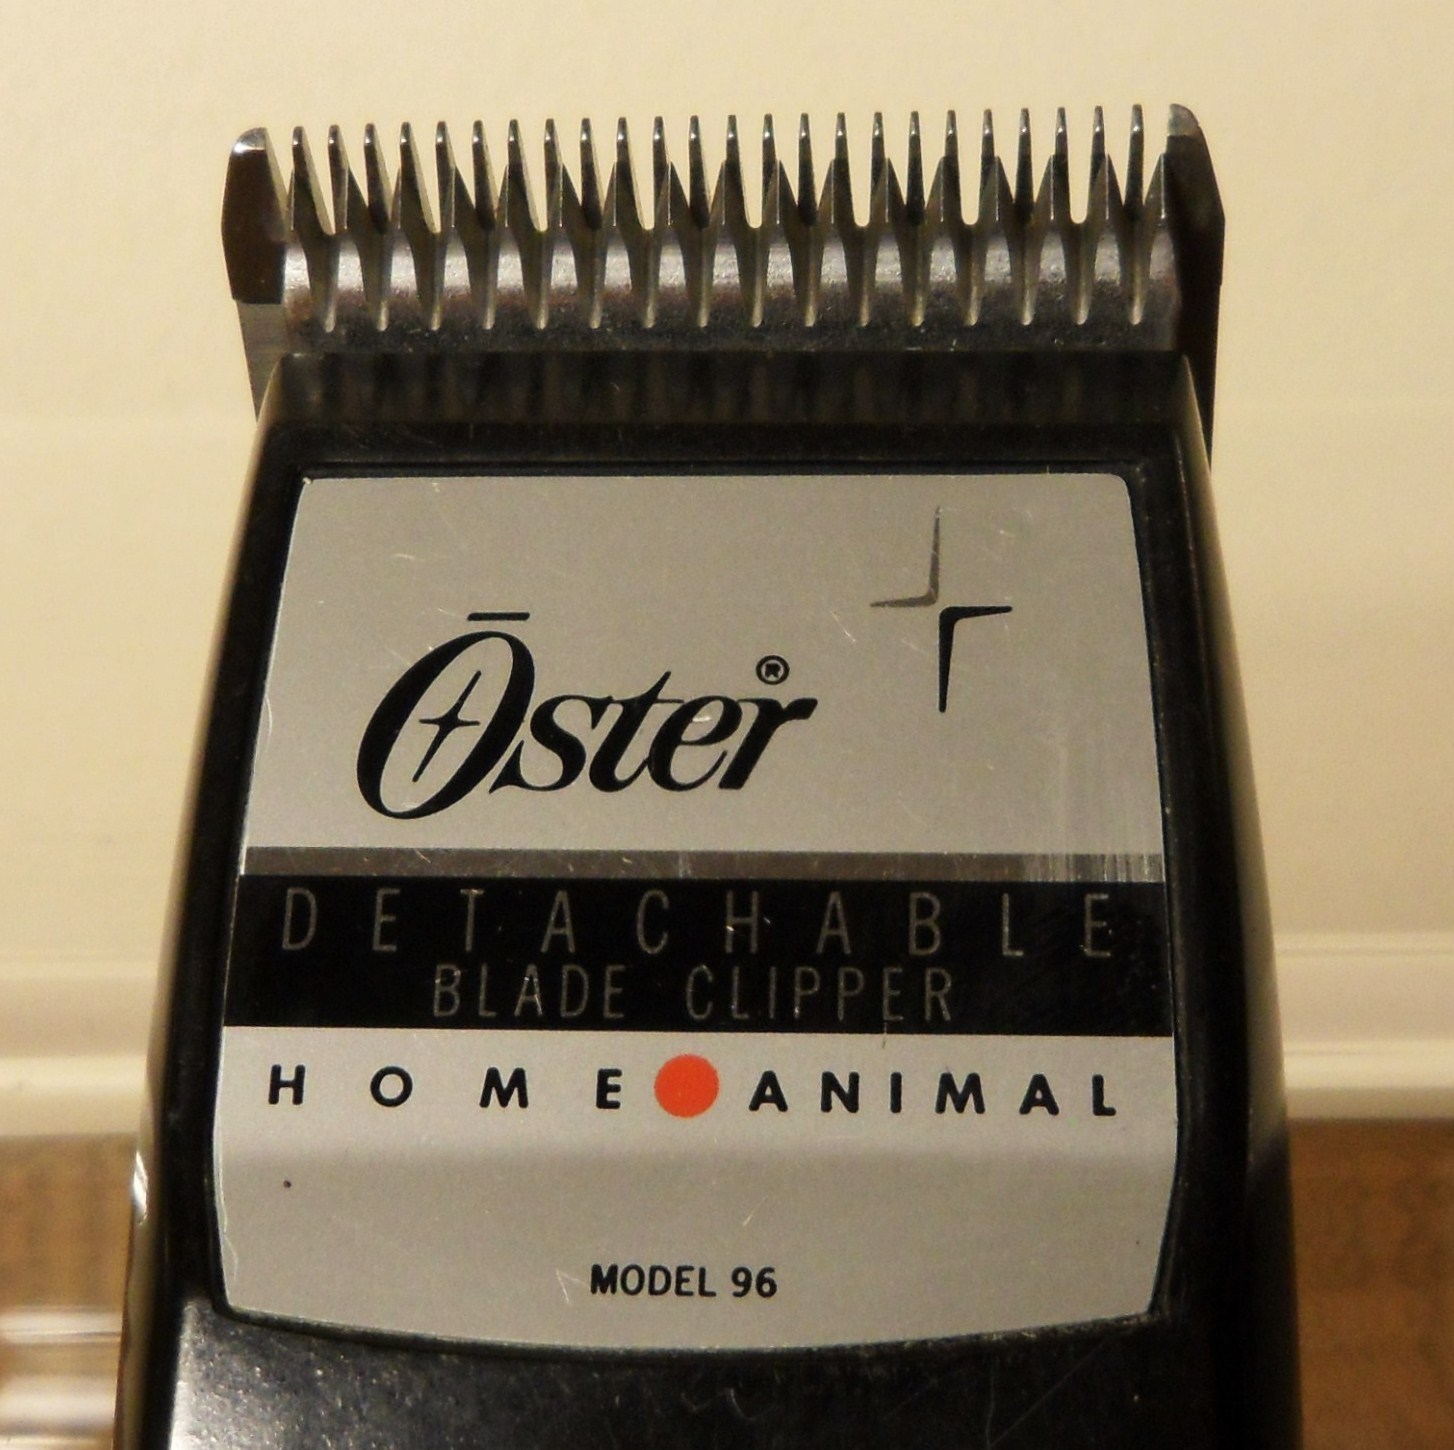 Ōster®
DETACHABLE
BLADE CLIPPER
HOME ANIMAL
MODEL 96